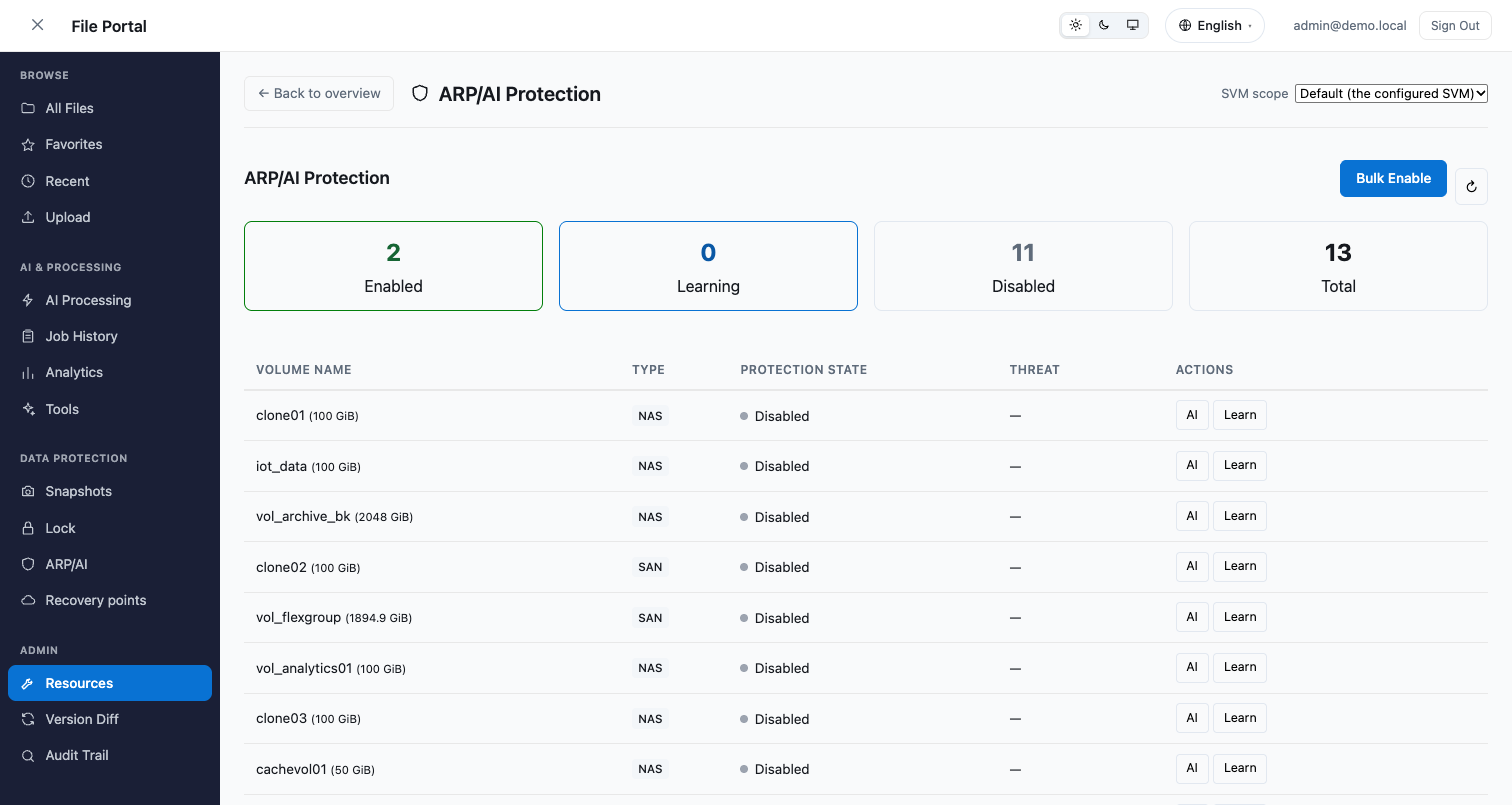 File Portal
English
admin@demo.local
Sign Out
BROWSE
All Files
Favorites
Recent
Upload
AI & PROCESSING
AI Processing
Job History
Analytics
Tools
DATA PROTECTION
Snapshots
Lock
ARP/AI
Recovery points
ADMIN
Resources
Version Diff
Audit Trail
← Back to overview
ARP/AI Protection
SVM scope
Default (the configured SVM)
ARP/AI Protection
Bulk Enable
2
Enabled
0
Learning
11
Disabled
13
Total
VOLUME NAME TYPE PROTECTION STATE THREAT ACTIONS
clone01 (100 GiB) NAS Disabled — AI Learn
iot_data (100 GiB) NAS Disabled — AI Learn
vol_archive_bk (2048 GiB) NAS Disabled — AI Learn
clone02 (100 GiB) SAN Disabled — AI Learn
vol_flexgroup (1894.9 GiB) SAN Disabled — AI Learn
vol_analytics01 (100 GiB) NAS Disabled — AI Learn
clone03 (100 GiB) NAS Disabled — AI Learn
cachevol01 (50 GiB) NAS Disabled — AI Learn